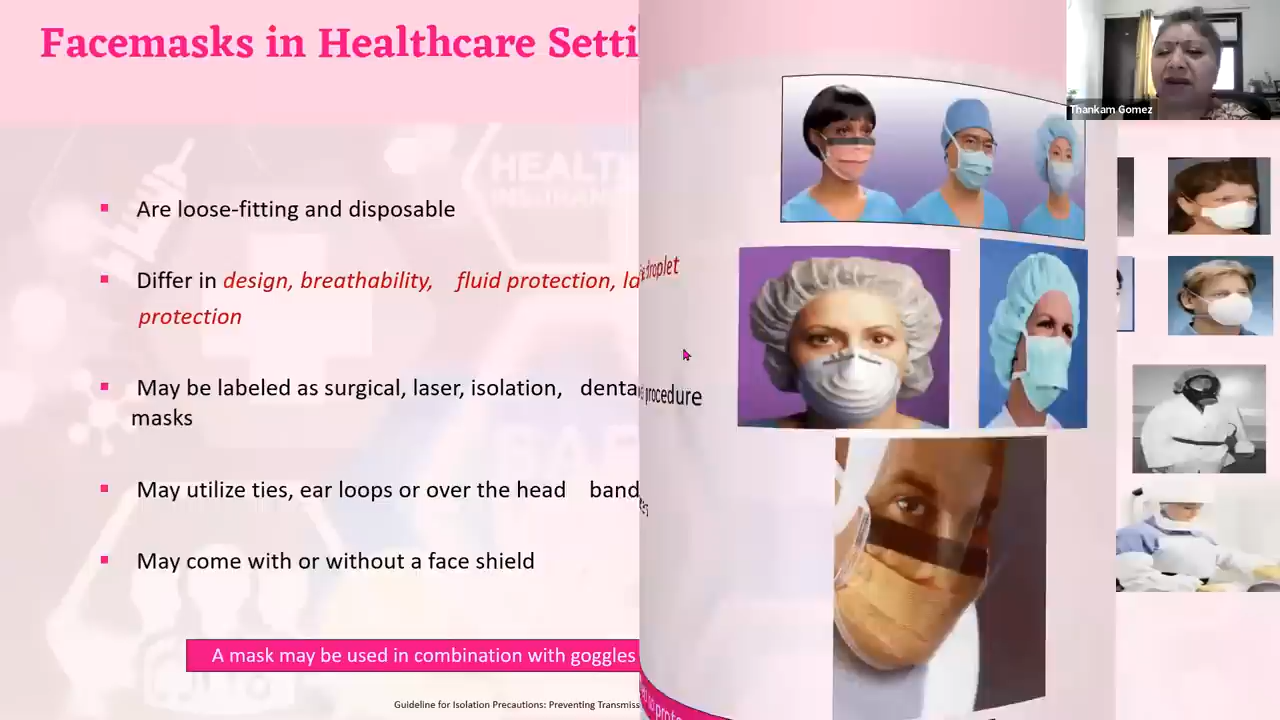 Facemasks in Healthcare Setti
Thankam Gomez
HEALTH
Are loose-fitting and disposable
Differ in design, breathability, fluid protection, la
protection
droplet
May be labeled as surgical, laser, isolation, denta
masks
procedure
May utilize ties, ear loops or over the head band
May come with or without a face shield
A mask may be used in combination with goggles
Guideline for Isolation Precautions: Preventing Transmiss